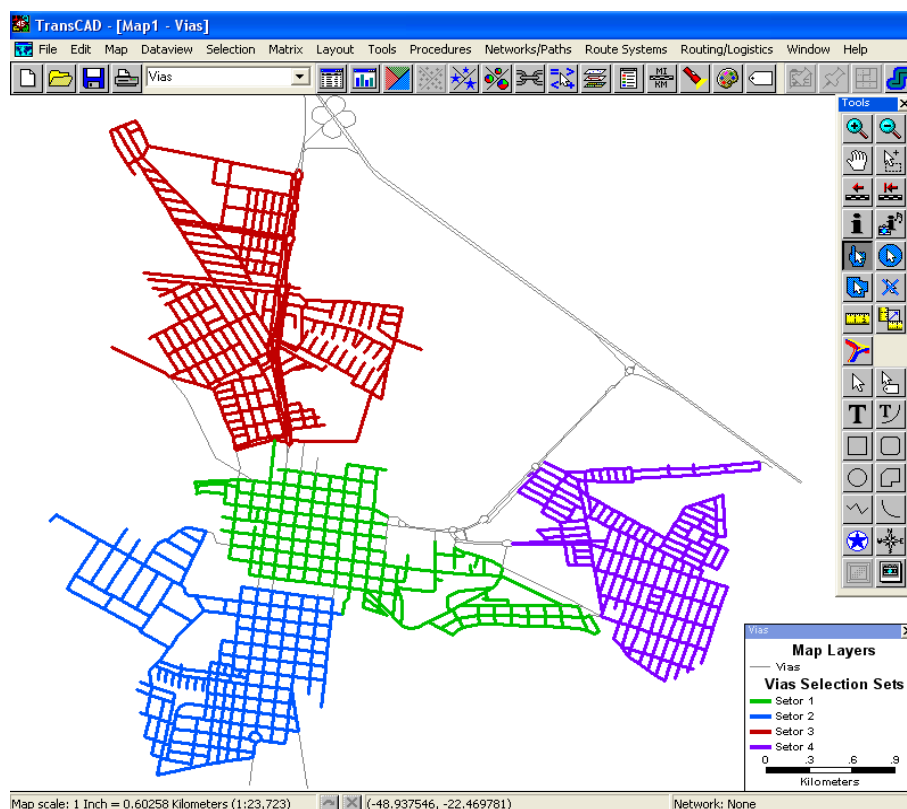 TransCAD - [Map1 - Vias]
File Edit Map Dataview Selection Matrix Layout Tools Procedures Networks/Paths Route Systems Routing/Logistics Window Help
Vias
MI
KM
Tools
T T
Vias
Map Layers
Vias
Vias Selection Sets
Setor 1
Setor 2
Setor 3
Setor 4
0 .3 .6 .9
Kilometers
Map scale: 1 Inch = 0.60258 Kilometers (1:23,723) (-48.937546, -22.469781) Network: None